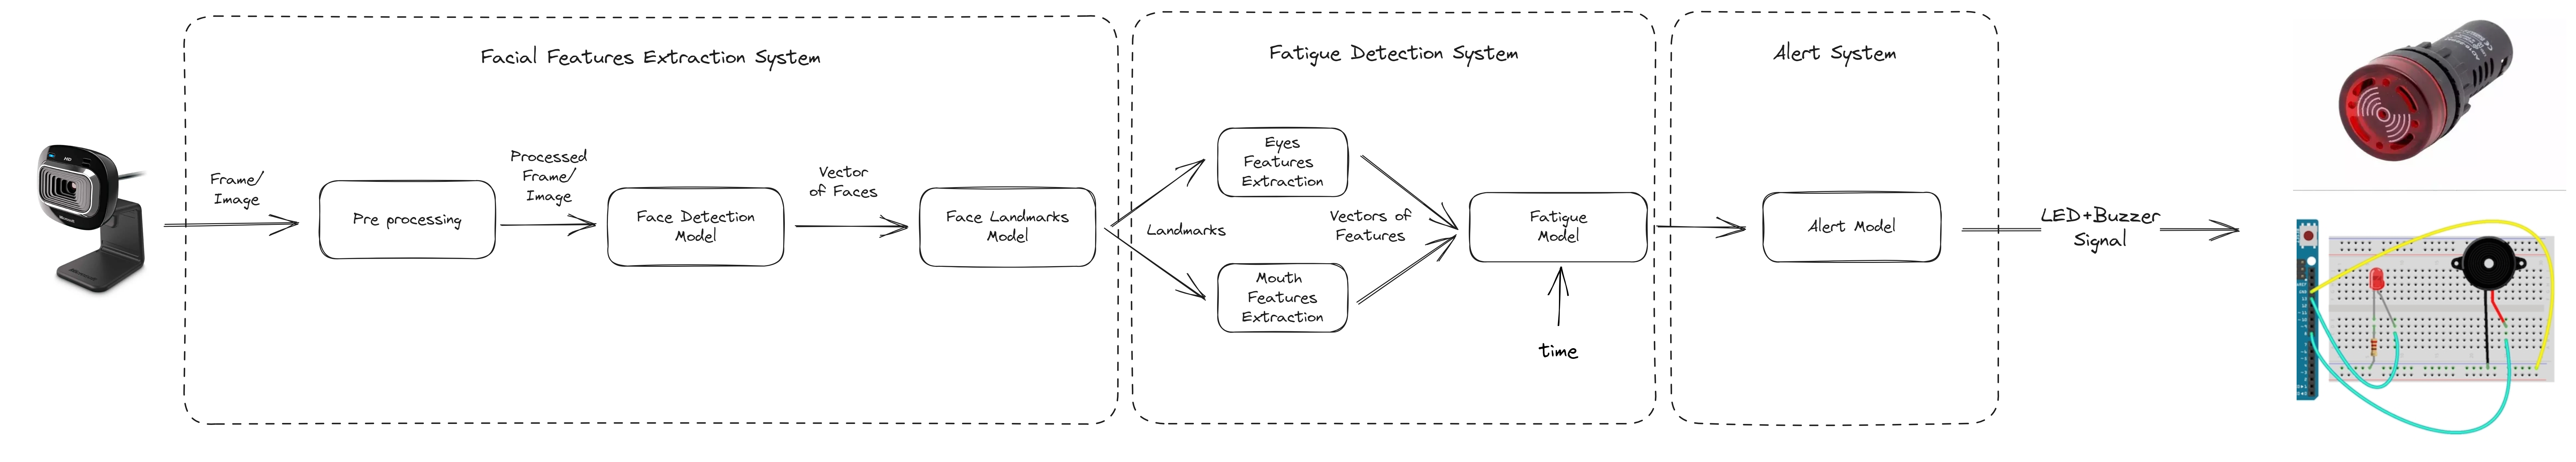 Facial Features Extraction System
Fatigue Detection System
Alert System
HD
Microsoft
Frame/
Image
Pre processing
Processed
Frame/
Image
Face Detection
Model
Vector
of Faces
Face Landmarks
Model
Landmarks
Eyes
Features
Extraction
Mouth
Features
Extraction
Vectors of
Features
Fatigue
Model
time
Alert Model
LED+Buzzer
Signal